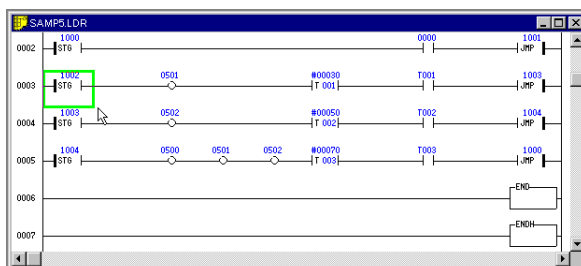 SAMP5.LDR
1000 0000 1001
0002 STG JMP
1002 0501 #00030 T001 1003
0003 STG T 001 JMP
1003 0502 #00050 T002 1004
0004 STG T 002 JMP
1004 0500 0501 0502 #00070 T003 1000
0005 STG T 003 JMP
END
0006
ENDH
0007